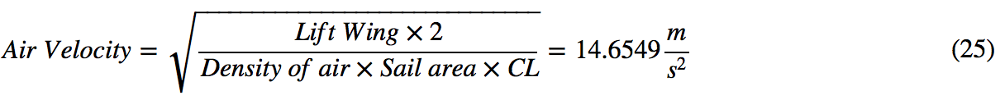 Air Velocity = √(Lift Wing × 2 / Density of air × Sail area × CL) = 14.6549 m/s² (25)